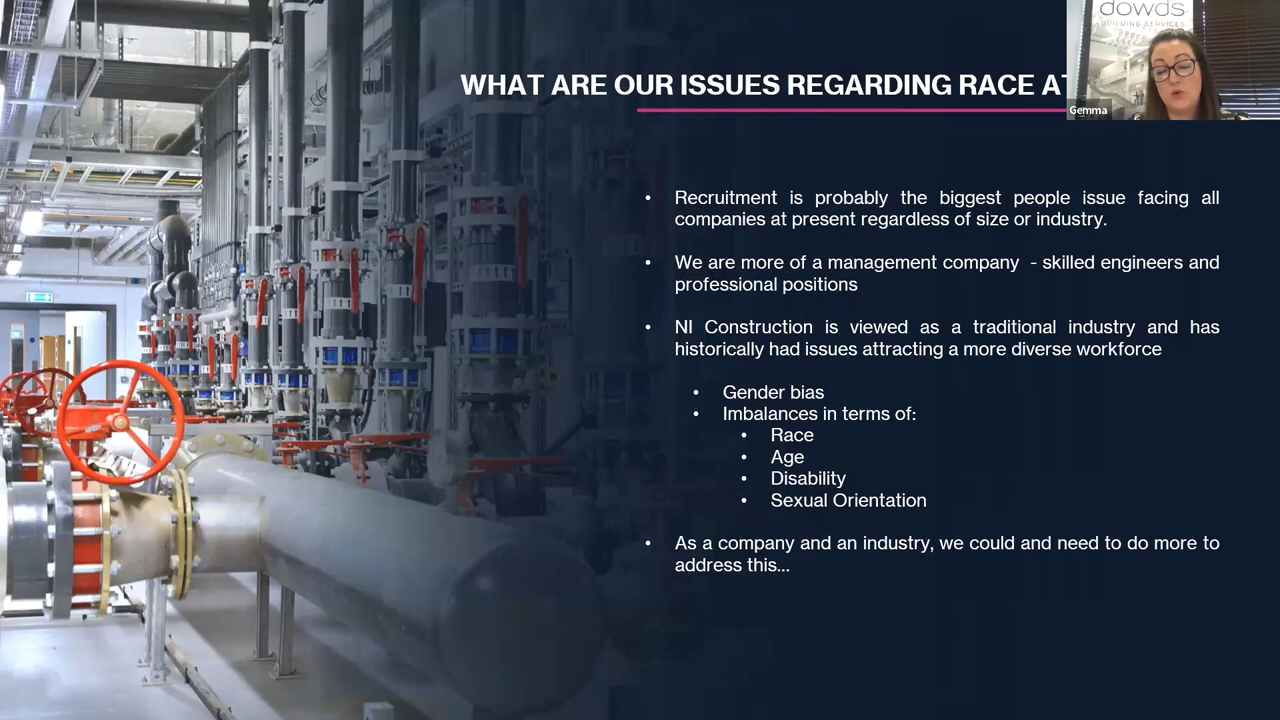 dowds
BUILDING SERVICES
WHAT ARE OUR ISSUES REGARDING RACE AT
Gemma
• Recruitment is probably the biggest people issue facing all
companies at present regardless of size or industry.
• We are more of a management company - skilled engineers and
professional positions
• NI Construction is viewed as a traditional industry and has
historically had issues attracting a more diverse workforce
• Gender bias
• Imbalances in terms of:
• Race
• Age
• Disability
• Sexual Orientation
• As a company and an industry, we could and need to do more to
address this...